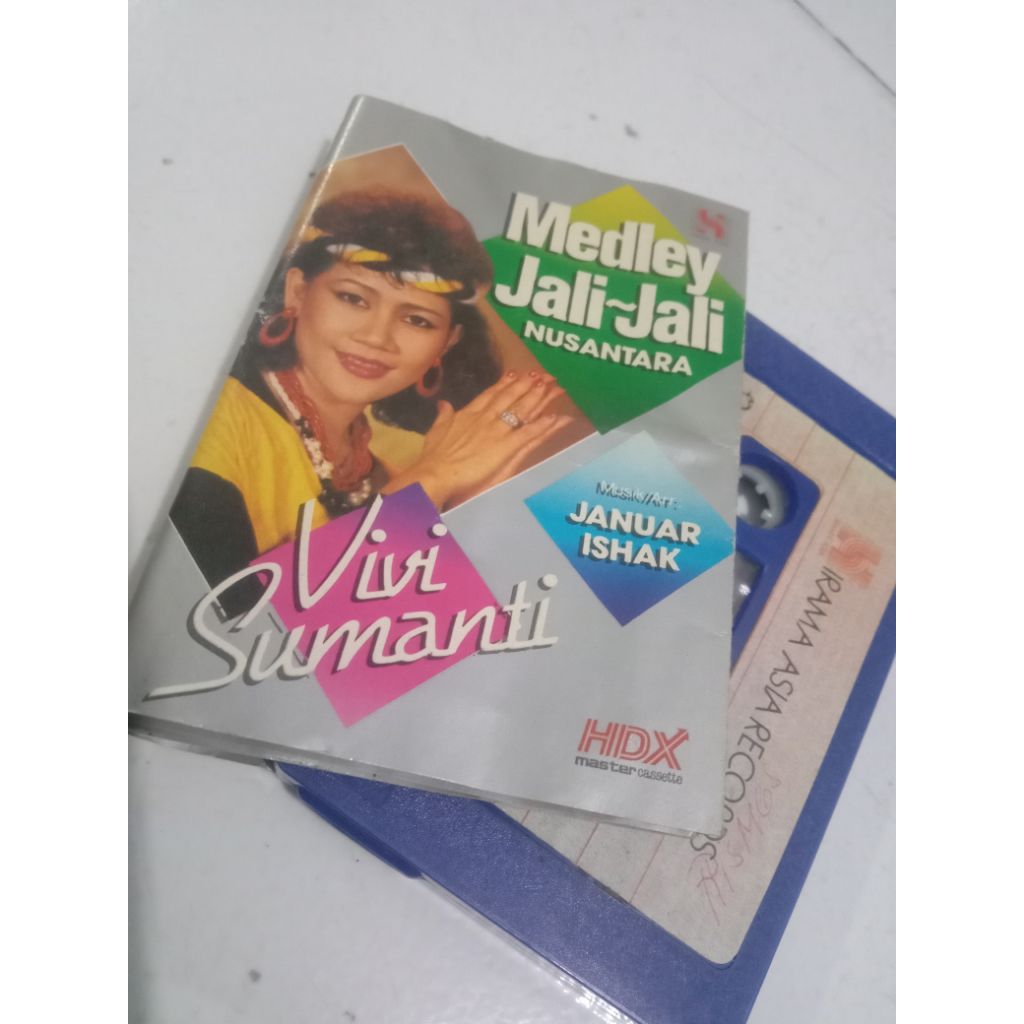 Medley
Jali~Jali
NUSANTARA
Musik/Arr:
JANUAR
ISHAK
Vivi
Sumanti
HDX
master cassette
IRAMA ASIA RECORDS